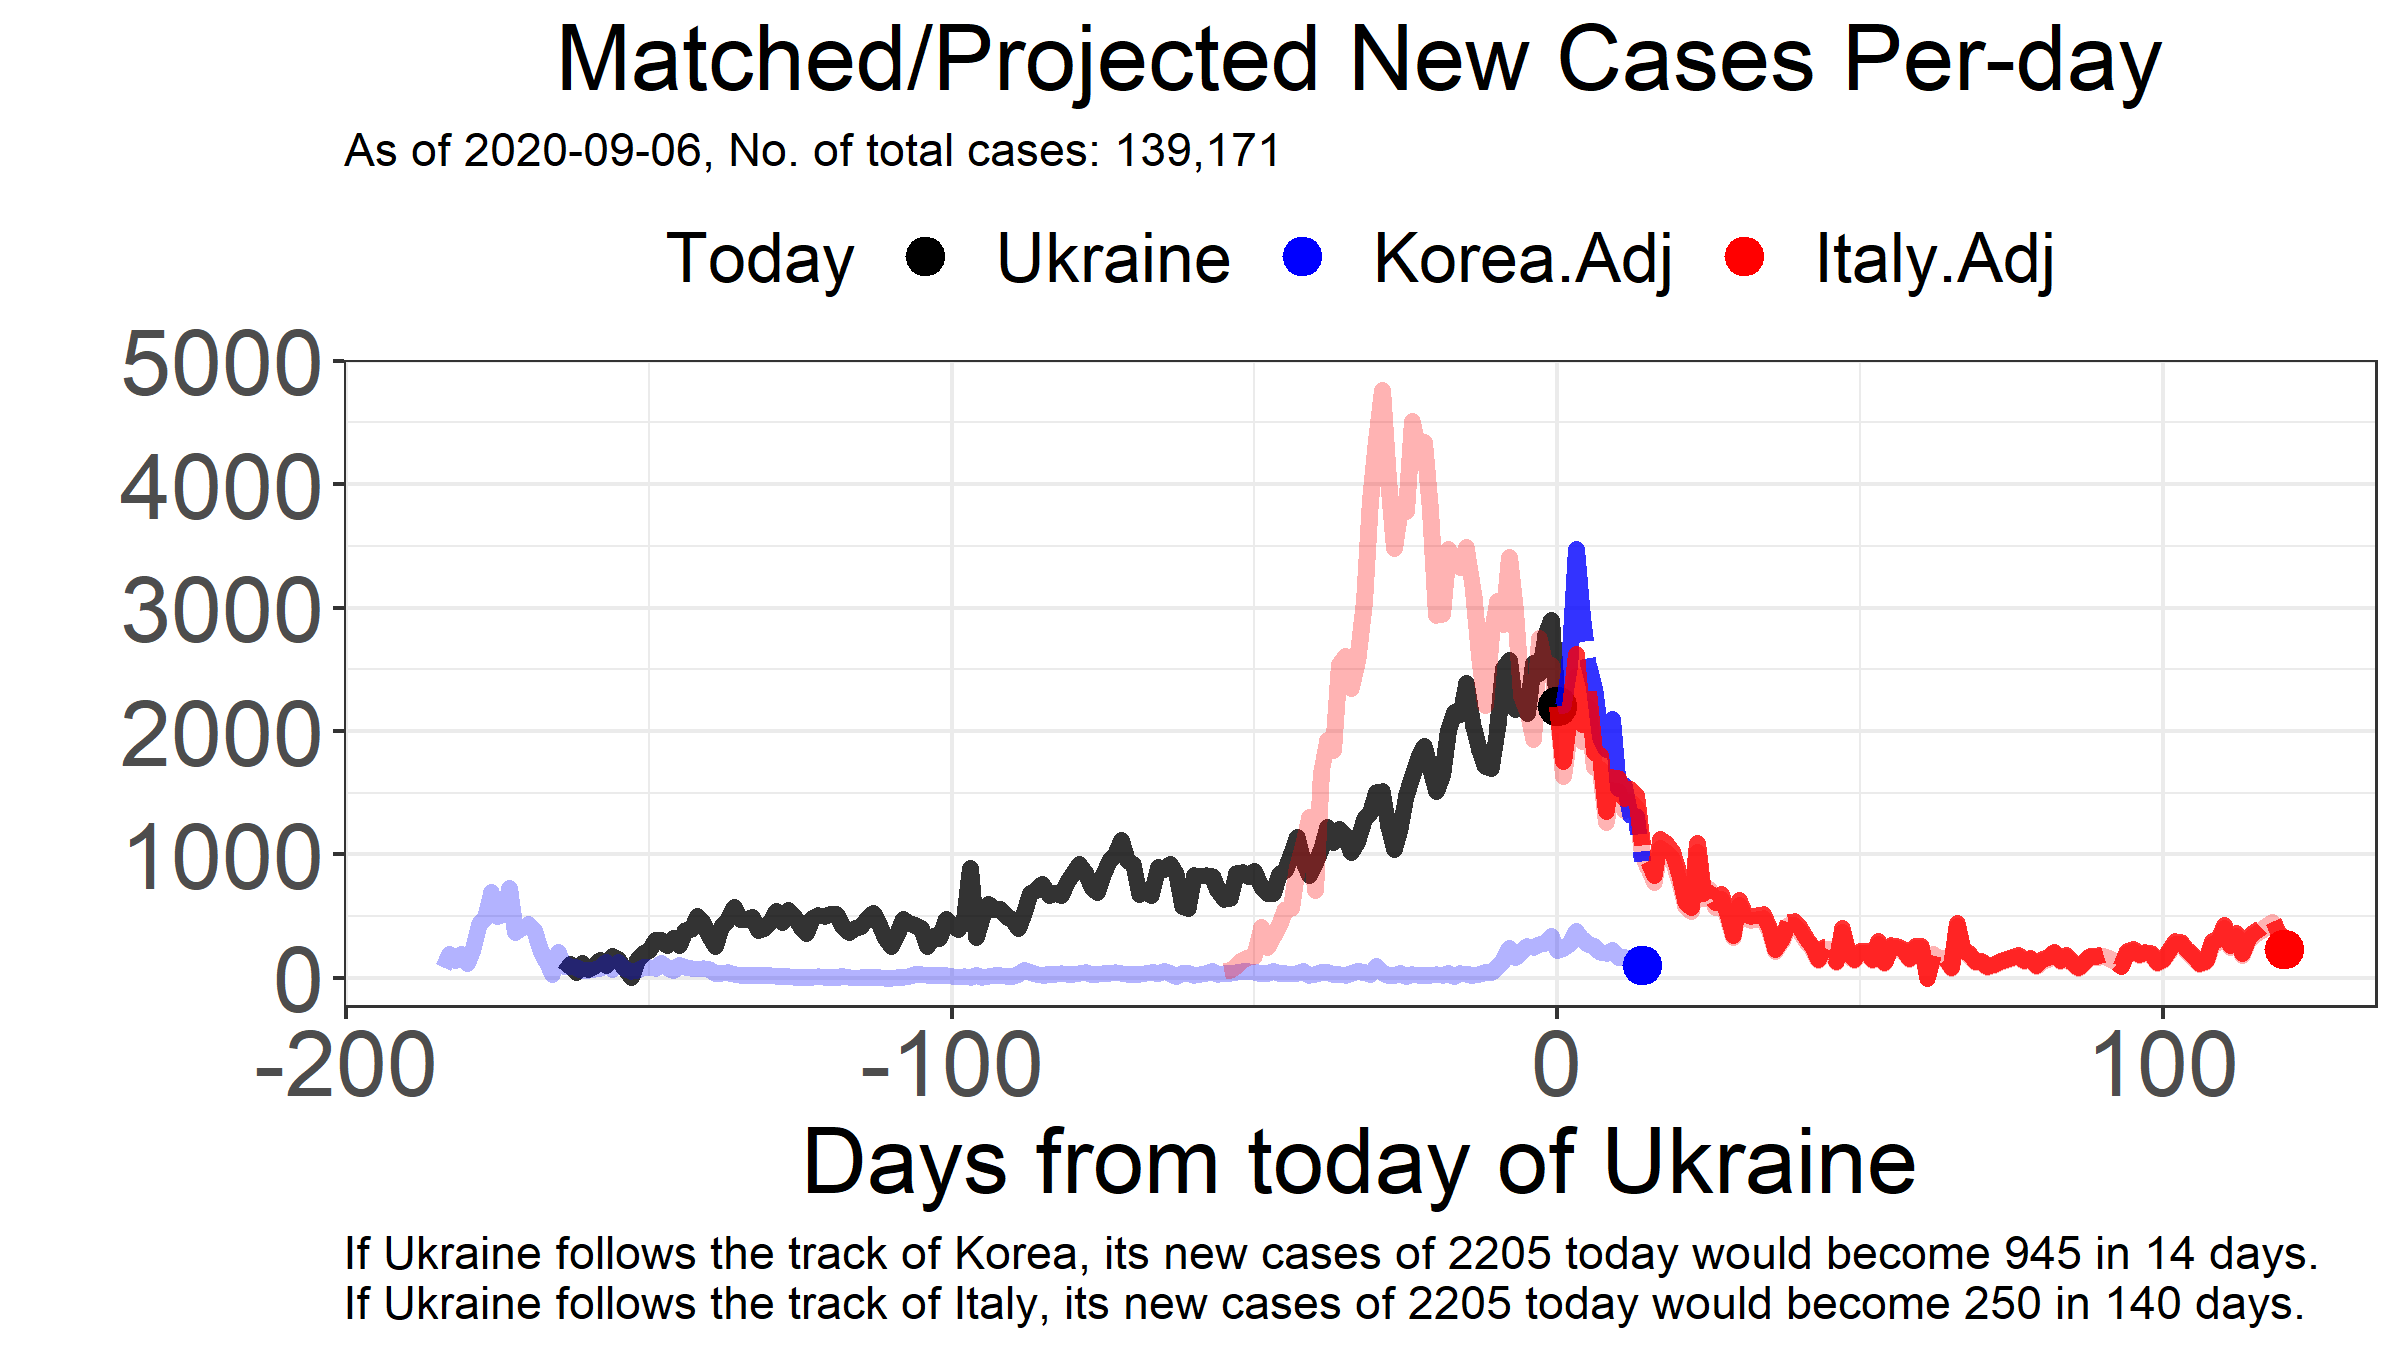 Matched/Projected New Cases Per-day
As of 2020-09-06, No. of total cases: 139,171
Today Ukraine Korea.Adj Italy.Adj
5000
4000
3000
2000
1000
0
-200 -100 0 100
Days from today of Ukraine
If Ukraine follows the track of Korea, its new cases of 2205 today would become 945 in 14 days.
If Ukraine follows the track of Italy, its new cases of 2205 today would become 250 in 140 days.